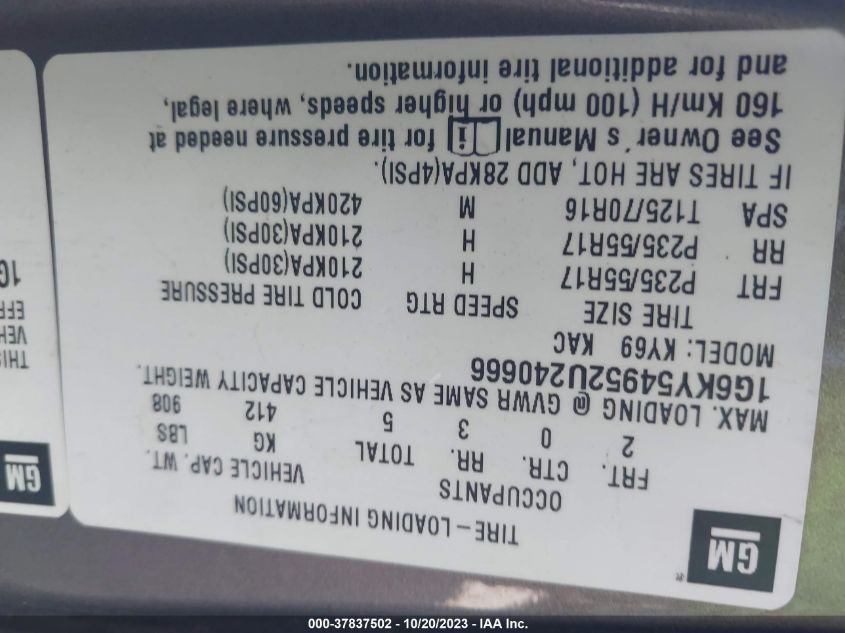 GM
TIRE-LOADING INFORMATION
OCCUPANTS VEHICLE CAP. WT.
FRT. CTR. RR. TOTAL KG LBS
2 0 3 5 412 908
MAX. LOADING @ GVWR SAME AS VEHICLE CAPACITY WEIGHT.
1G6KY54952U240666
MODEL: KY69 KAC
TIRE SIZE SPEED RTG COLD TIRE PRESSURE
FRT P235/55R17 H 210KPA(30PSI)
RR P235/55R17 H 210KPA(30PSI)
SPA T125/70R16 M 420KPA(60PSI)
IF TIRES ARE HOT, ADD 28KPA(4PSI).
See Owner's Manual i for tire pressure needed at
160 Km/H (100 mph) or higher speeds, where legal,
and for additional tire information.
GM
THIS
VEH
EFF
1G
000-37837502 - 10/20/2023 - IAA Inc.